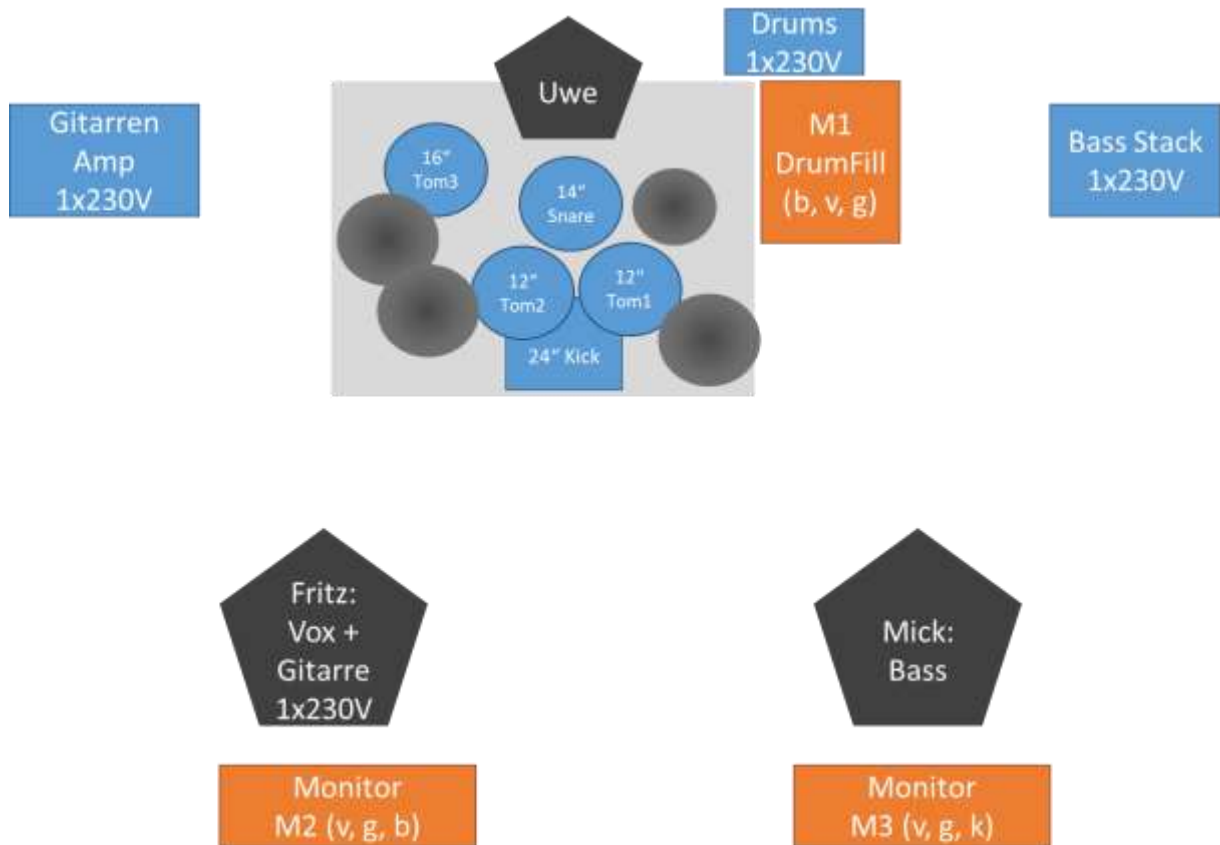 Uwe
Drums
1x230V
Gitarren
Amp
1x230V
M1
DrumFill
(b, v, g)
Bass Stack
1x230V
16"
Tom3
14"
Snare
12"
Tom2
12"
Tom1
24" Kick
Fritz:
Vox +
Gitarre
1x230V
Mick:
Bass
Monitor
M2 (v, g, b)
Monitor
M3 (v, g, k)